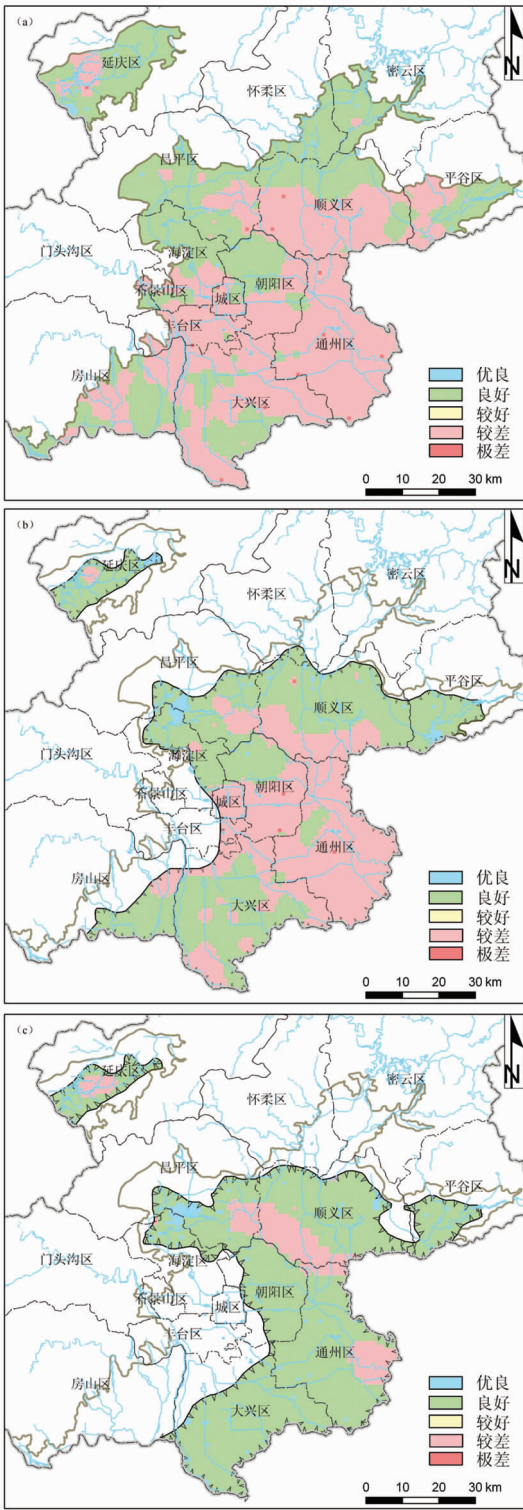 (a)
延庆区
怀柔区
密云区
N
昌平区
平谷区
顺义区
门头沟区
海淀区
朝阳区
石景山区
城区
丰台区
通州区
房山区
大兴区
优良
良好
较好
较差
极差
0 10 20 30 km
(b)
延庆区
怀柔区
密云区
N
昌平区
平谷区
顺义区
门头沟区
海淀区
朝阳区
石景山区
城区
丰台区
通州区
房山区
大兴区
优良
良好
较好
较差
极差
0 10 20 30 km
(c)
延庆区
怀柔区
密云区
N
昌平区
平谷区
顺义区
门头沟区
海淀区
朝阳区
石景山区
城区
丰台区
通州区
房山区
大兴区
优良
良好
较好
较差
极差
0 10 20 30 km